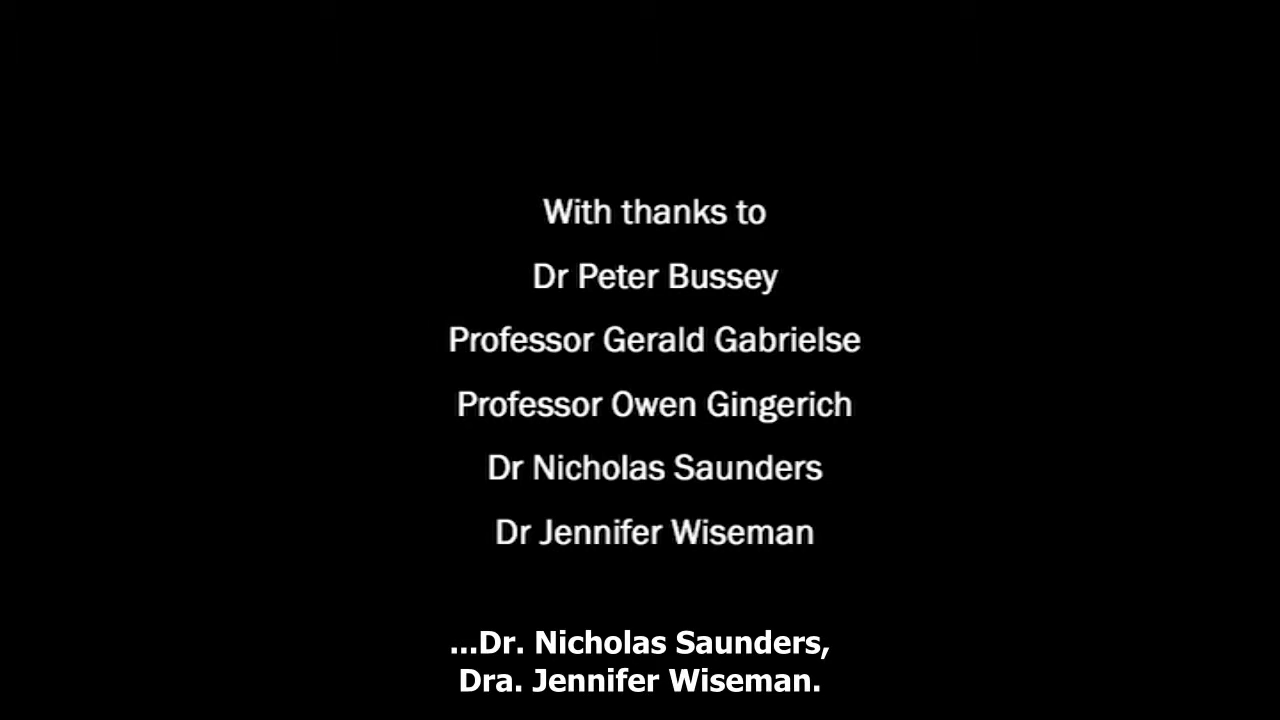 With thanks to
Dr Peter Bussey
Professor Gerald Gabrielse
Professor Owen Gingerich
Dr Nicholas Saunders
Dr Jennifer Wiseman
...Dr. Nicholas Saunders,
Dra. Jennifer Wiseman.